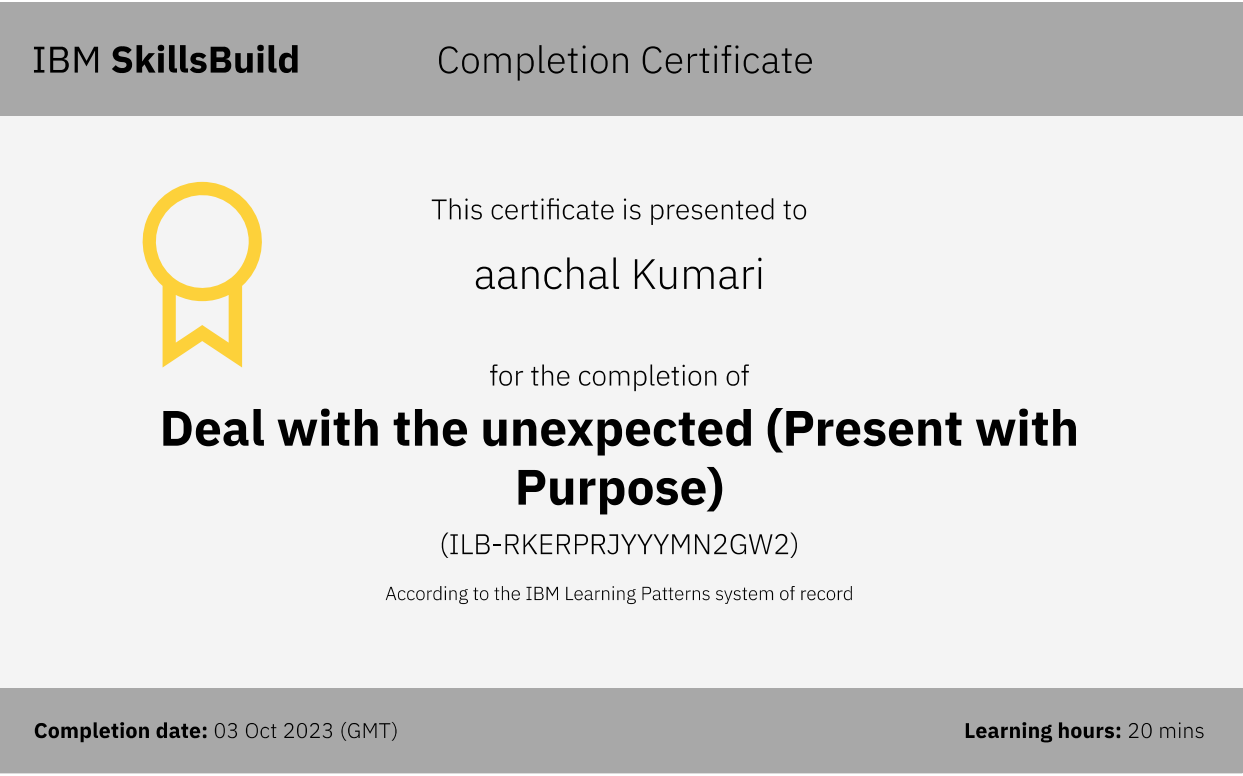 IBM SkillsBuild
Completion Certificate
This certificate is presented to
aanchal Kumari
for the completion of
Deal with the unexpected (Present with
Purpose)
(ILB-RKERPRJYYYMN2GW2)
According to the IBM Learning Patterns system of record
Completion date: 03 Oct 2023 (GMT)
Learning hours: 20 mins